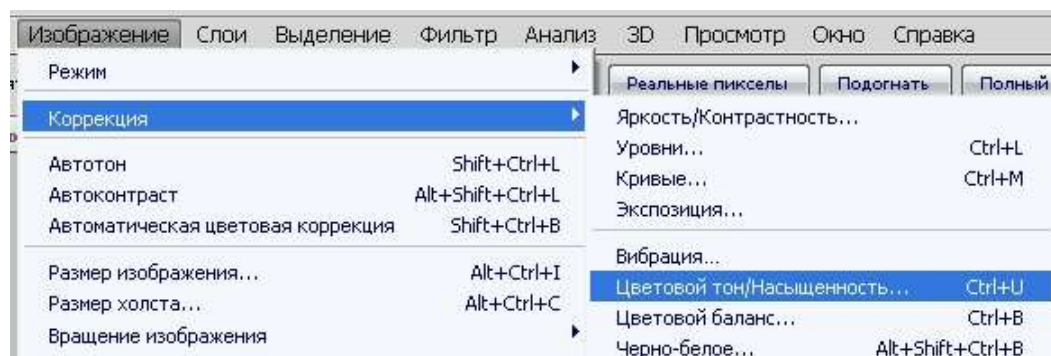 Изображение Слои Выделение Фильтр Анализ 3D Просмотр Окно Справка
Режим
Реальные пикселы Подогнать Полный
Коррекция
Яркость/Контрастность...
Уровни... Ctrl+L
Автотон Shift+Ctrl+L
Кривые... Ctrl+M
Автоконтраст Alt+Shift+Ctrl+L
Экспозиция...
Автоматическая цветовая коррекция Shift+Ctrl+B
Вибрация...
Размер изображения... Alt+Ctrl+I
Цветовой тон/Насыщенность... Ctrl+U
Размер холста... Alt+Ctrl+C
Цветовой баланс... Ctrl+B
Вращение изображения
Черно-белое... Alt+Shift+Ctrl+B